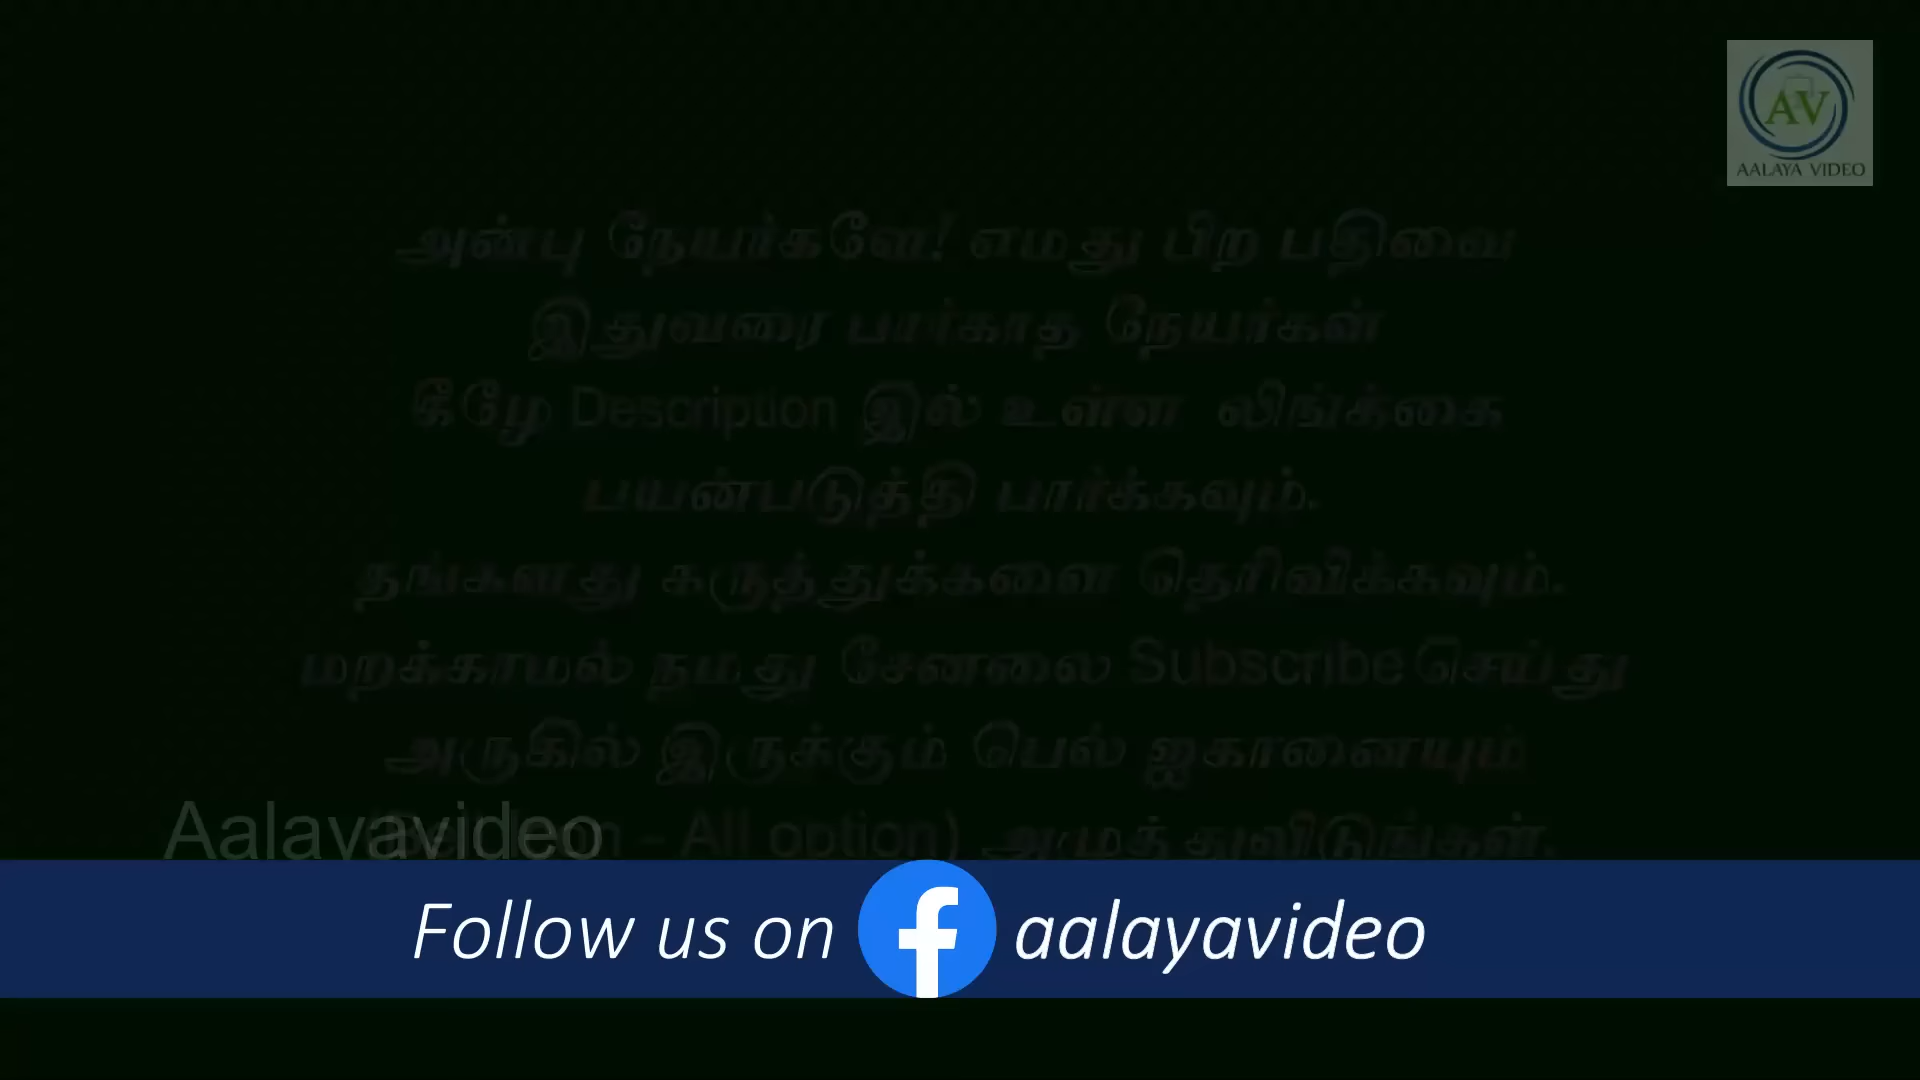 AV
AALAYA VIDEO
அன்பு நேயர்களே! எமது பிற பதிவை
இதுவரை பார்காத நேயர்கள்
கீழே Description இல் உள்ள லிங்க்கை
பயன்படுத்தி பார்க்கவும்.
தங்களது கருத்துக்களை தெரிவிக்கவும்.
மறக்காமல் நமது சேனலை Subscribe செய்து
அருகில் இருக்கும் பெல் ஐகானையும்
- All option) அழுத்துவிடுங்கள்.
Aalayavideo
Follow us on f aalayavideo